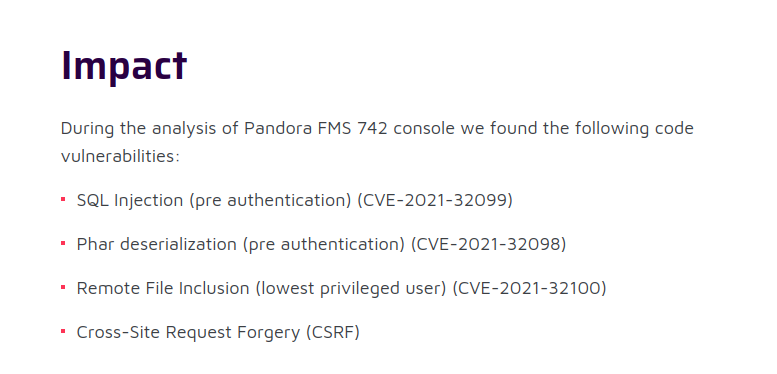 Impact
During the analysis of Pandora FMS 742 console we found the following code
vulnerabilities:
SQL Injection (pre authentication) (CVE-2021-32099)
Phar deserialization (pre authentication) (CVE-2021-32098)
Remote File Inclusion (lowest privileged user) (CVE-2021-32100)
Cross-Site Request Forgery (CSRF)